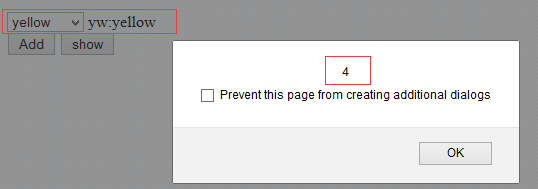 yellow yw:yellow
Add show
4
Prevent this page from creating additional dialogs
OK